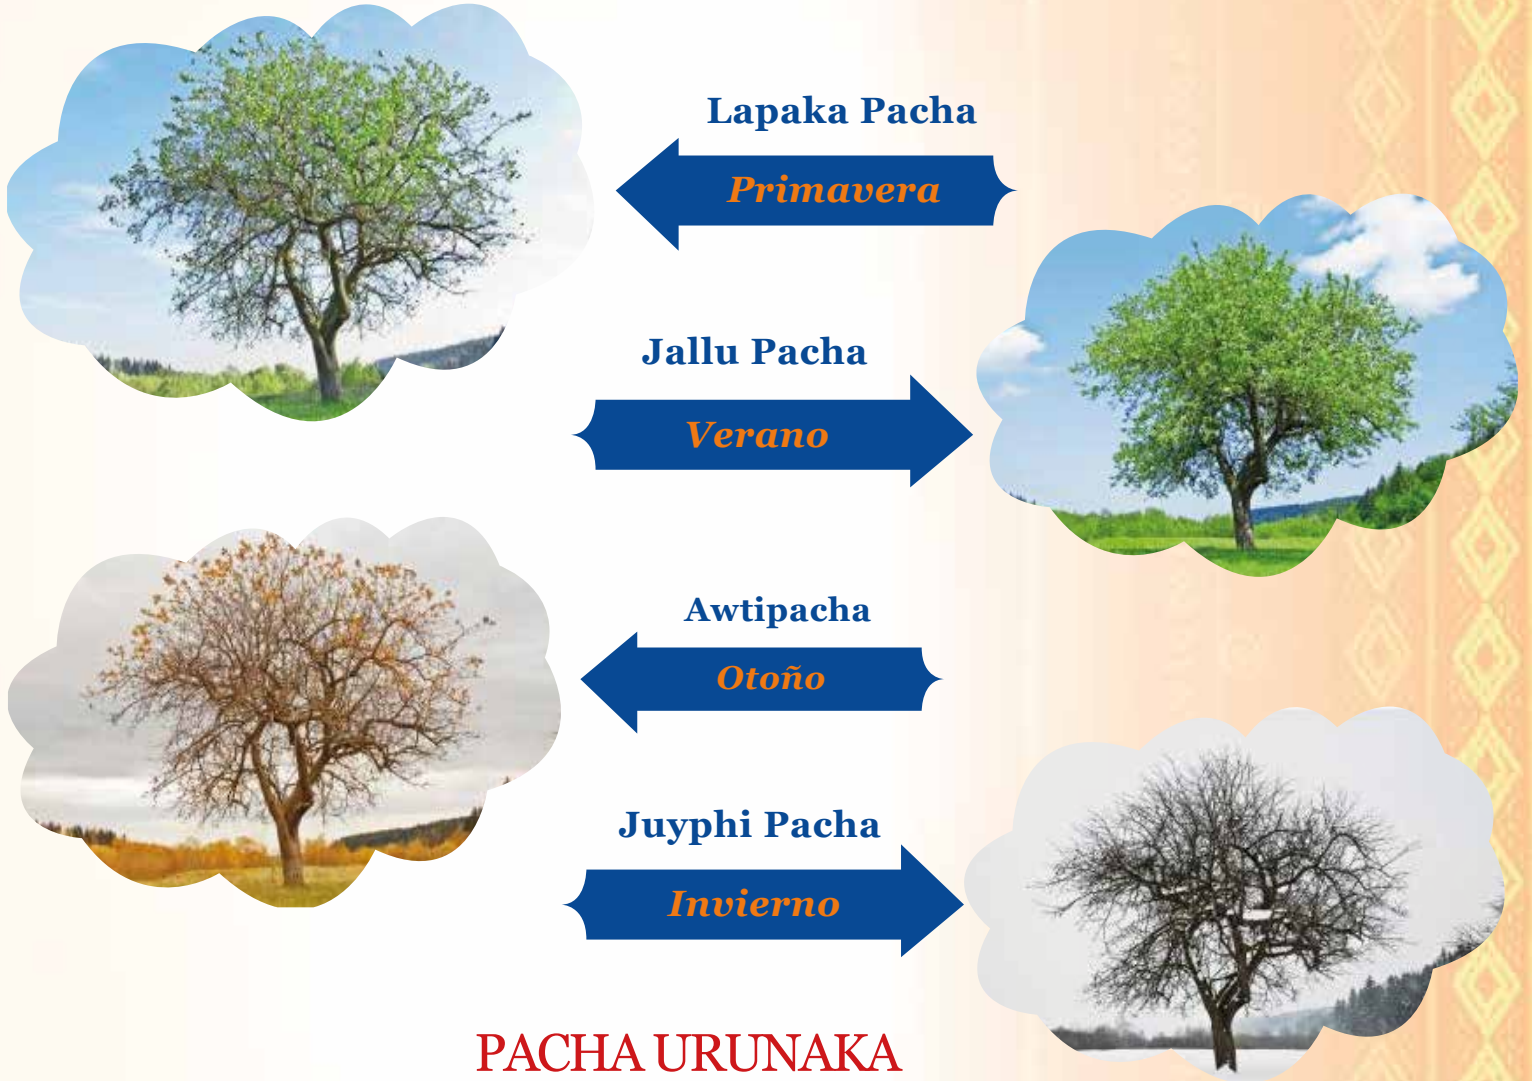 Lapaka Pacha
Primavera
Jallu Pacha
Verano
Awtipacha
Otoño
Juyphi Pacha
Invierno
PACHA URUNAKA